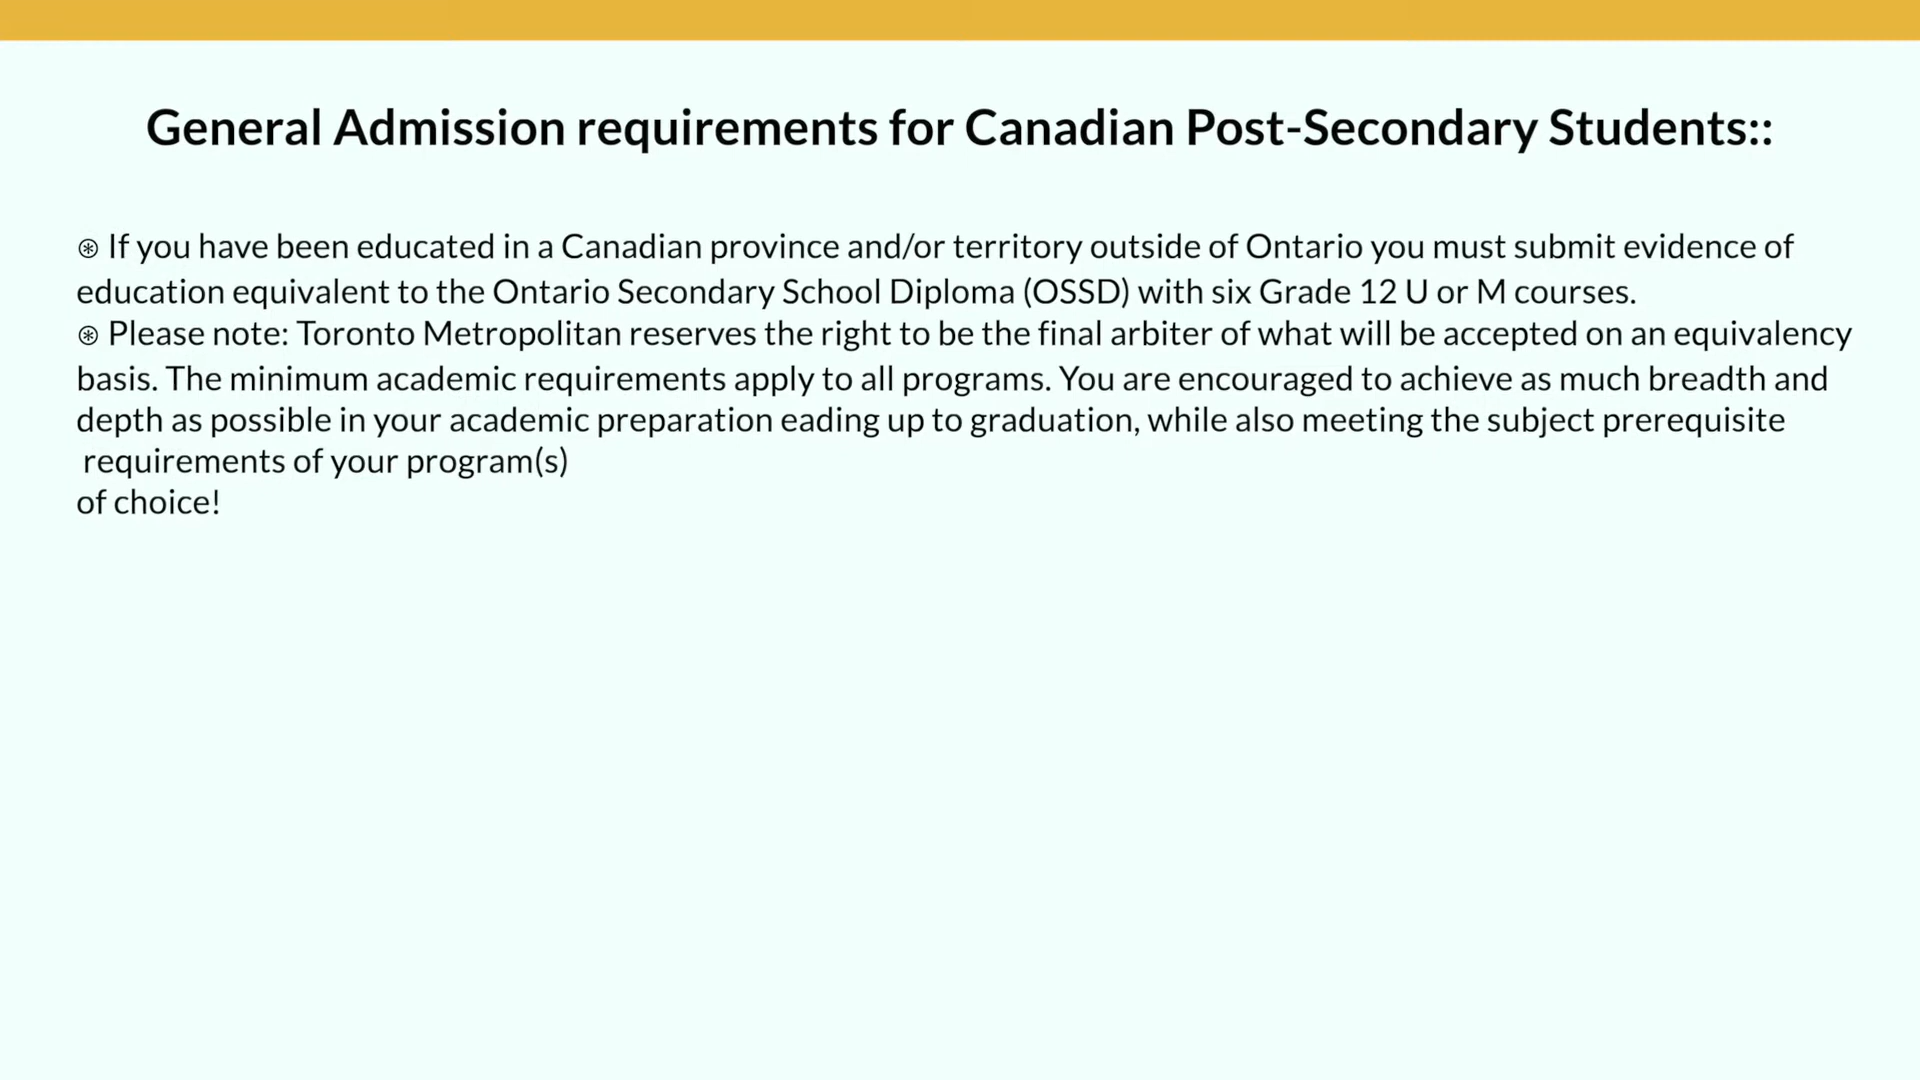 General Admission requirements for Canadian Post-Secondary Students::
⊛ If you have been educated in a Canadian province and/or territory outside of Ontario you must submit evidence of
education equivalent to the Ontario Secondary School Diploma (OSSD) with six Grade 12 U or M courses.
⊛ Please note: Toronto Metropolitan reserves the right to be the final arbiter of what will be accepted on an equivalency
basis. The minimum academic requirements apply to all programs. You are encouraged to achieve as much breadth and
depth as possible in your academic preparation eading up to graduation, while also meeting the subject prerequisite
requirements of your program(s)
of choice!